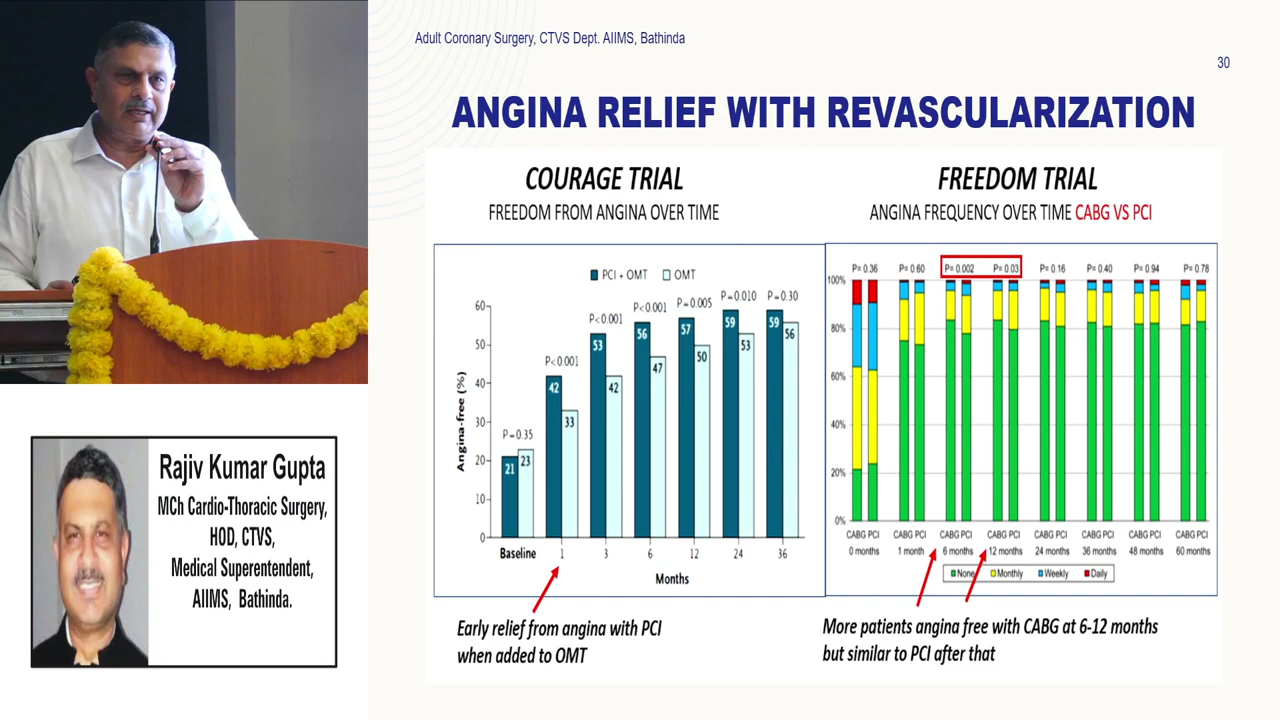 Adult Coronary Surgery, CTVS Dept. AIIMS, Bathinda
30
ANGINA RELIEF WITH REVASCULARIZATION
COURAGE TRIAL
FREEDOM FROM ANGINA OVER TIME
PCI + OMT
OMT
Angina-free (%)
60
50
40
30
20
10
0
P=0.35
P<0.001
P<0.001
P<0.001
P=0.005
P=0.010
P=0.30
21
23
42
33
53
42
56
47
57
50
59
53
59
56
Baseline
1
3
6
12
24
36
Months
Early relief from angina with PCI
when added to OMT
FREEDOM TRIAL
ANGINA FREQUENCY OVER TIME CABG VS PCI
P= 0.36
P= 0.60
P= 0.002
P= 0.03
P= 0.16
P= 0.40
P= 0.94
P= 0.78
100%
80%
60%
40%
20%
0%
CABG PCI
0 months
CABG PCI
1 month
CABG PCI
6 months
CABG PCI
12 months
CABG PCI
24 months
CABG PCI
36 months
CABG PCI
48 months
CABG PCI
60 months
None
Monthly
Weekly
Daily
More patients angina free with CABG at 6-12 months
but similar to PCI after that
Rajiv Kumar Gupta
MCh Cardio-Thoracic Surgery,
HOD, CTVS,
Medical Superentendent,
AIIMS, Bathinda.